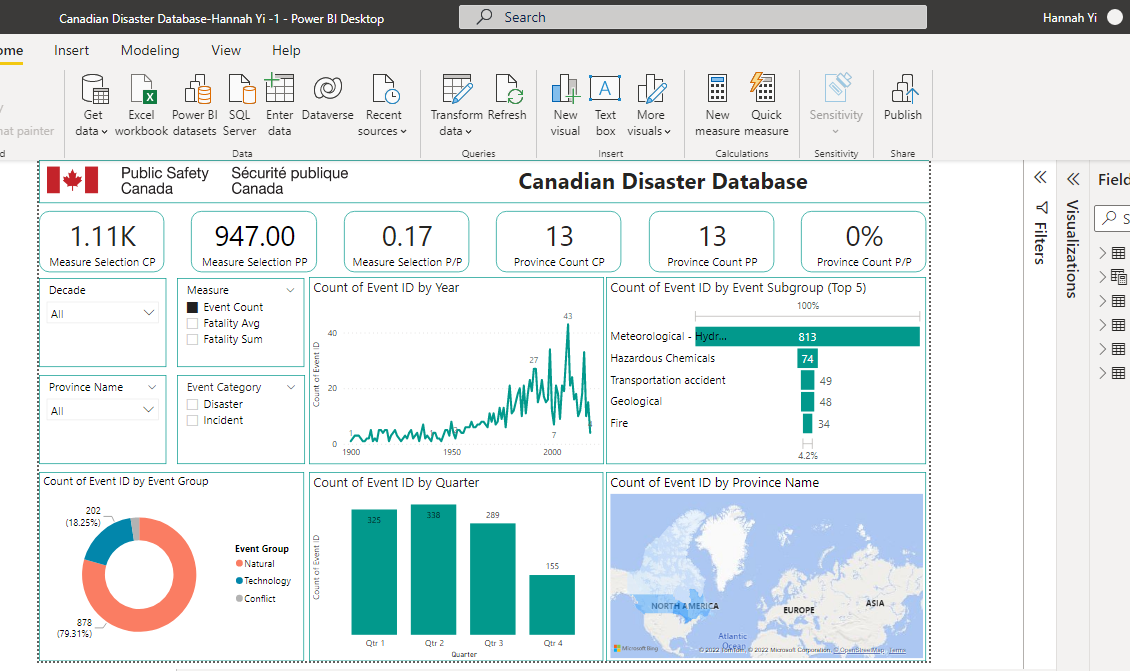 Canadian Disaster Database-Hannah Yi -1 - Power BI Desktop
Search
Hannah Yi
ome Insert Modeling View Help
at painter
Get data
Excel workbook
Power BI datasets
SQL Server
Enter data
Dataverse
Recent sources
Transform data
Refresh
New visual
Text box
More visuals
New measure
Quick measure
Sensitivity
Publish
Data
Queries
Insert
Calculations
Sensitivity
Share
Public Safety Canada
Sécurité publique Canada
Canadian Disaster Database
1.11K
Measure Selection CP
947.00
Measure Selection PP
0.17
Measure Selection P/P
13
Province Count CP
13
Province Count PP
0%
Province Count P/P
Decade
All
Measure
Event Count
Fatality Avg
Fatality Sum
Province Name
All
Event Category
Disaster
Incident
Count of Event ID by Year
Count of Event ID
40
20
0
1
27
7
43
1900 1950 2000
Count of Event ID by Event Subgroup (Top 5)
100%
Meteorological - Hydr... 813
Hazardous Chemicals 74
Transportation accident 49
Geological 48
Fire 34
4.2%
Count of Event ID by Event Group
202
(18.25%)
878
(79.31%)
Event Group
Natural
Technology
Conflict
Count of Event ID by Quarter
Count of Event ID
325
338
289
155
Qtr 1 Qtr 2 Qtr 3 Qtr 4
Quarter
Count of Event ID by Province Name
NORTH AMERICA
EUROPE
ASIA
Atlantic
Ocean
Microsoft Bing
© 2022 TomTom, © 2022 Microsoft Corporation, © OpenStreetMap Terms
Filters
Visualizations
Field
S